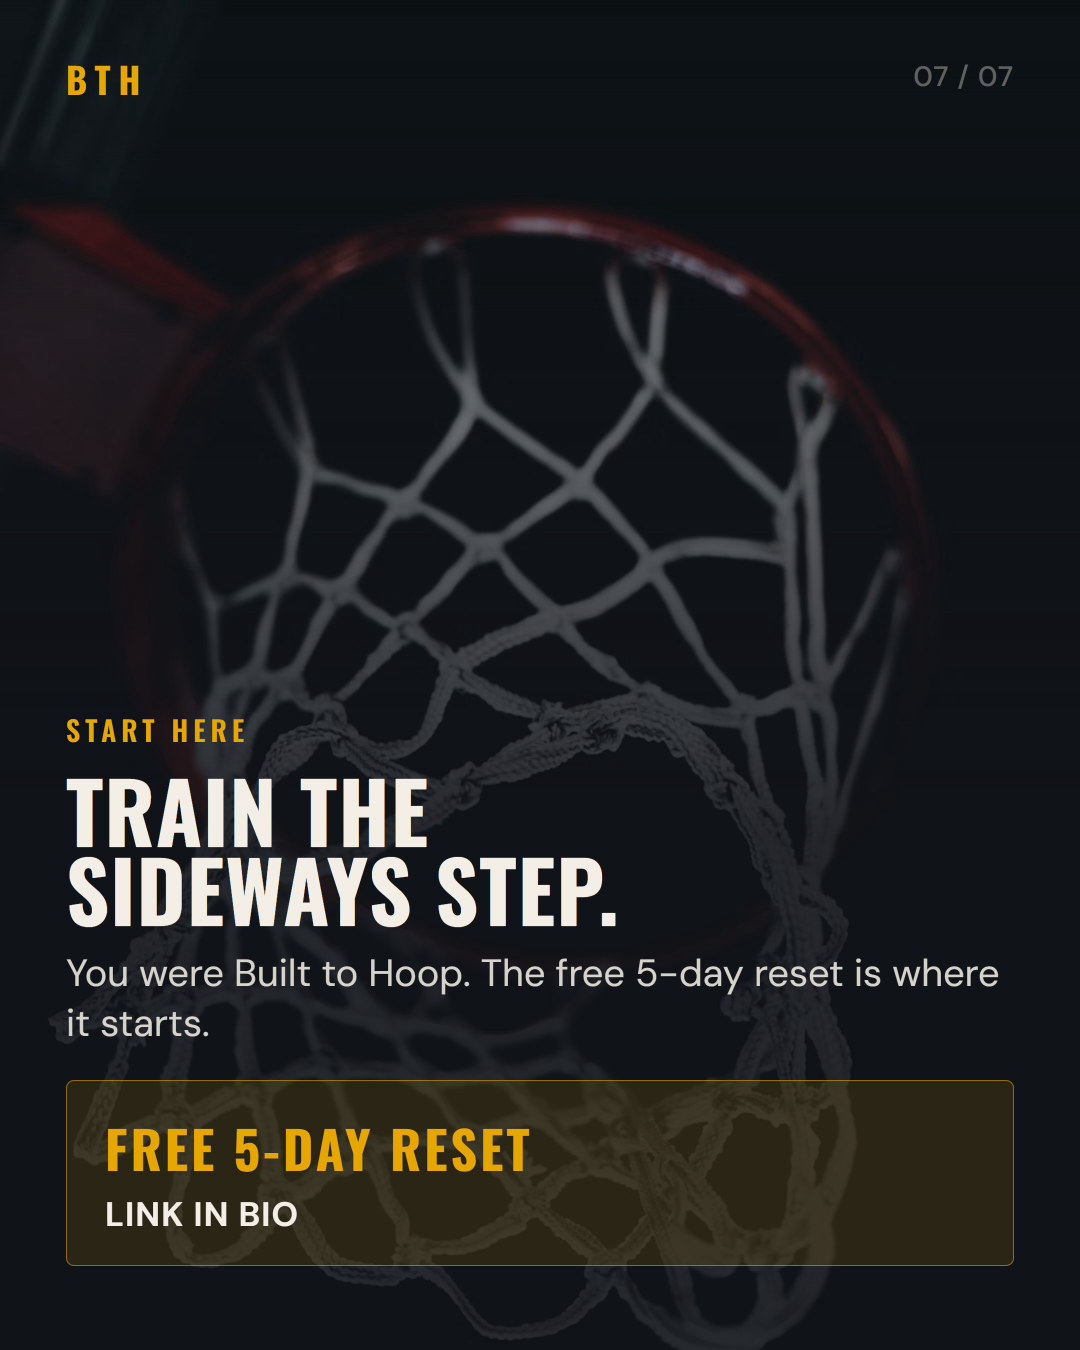 BTH
07 / 07
START HERE
TRAIN THE
SIDEWAYS STEP.
You were Built to Hoop. The free 5-day reset is where
it starts.
FREE 5-DAY RESET
LINK IN BIO